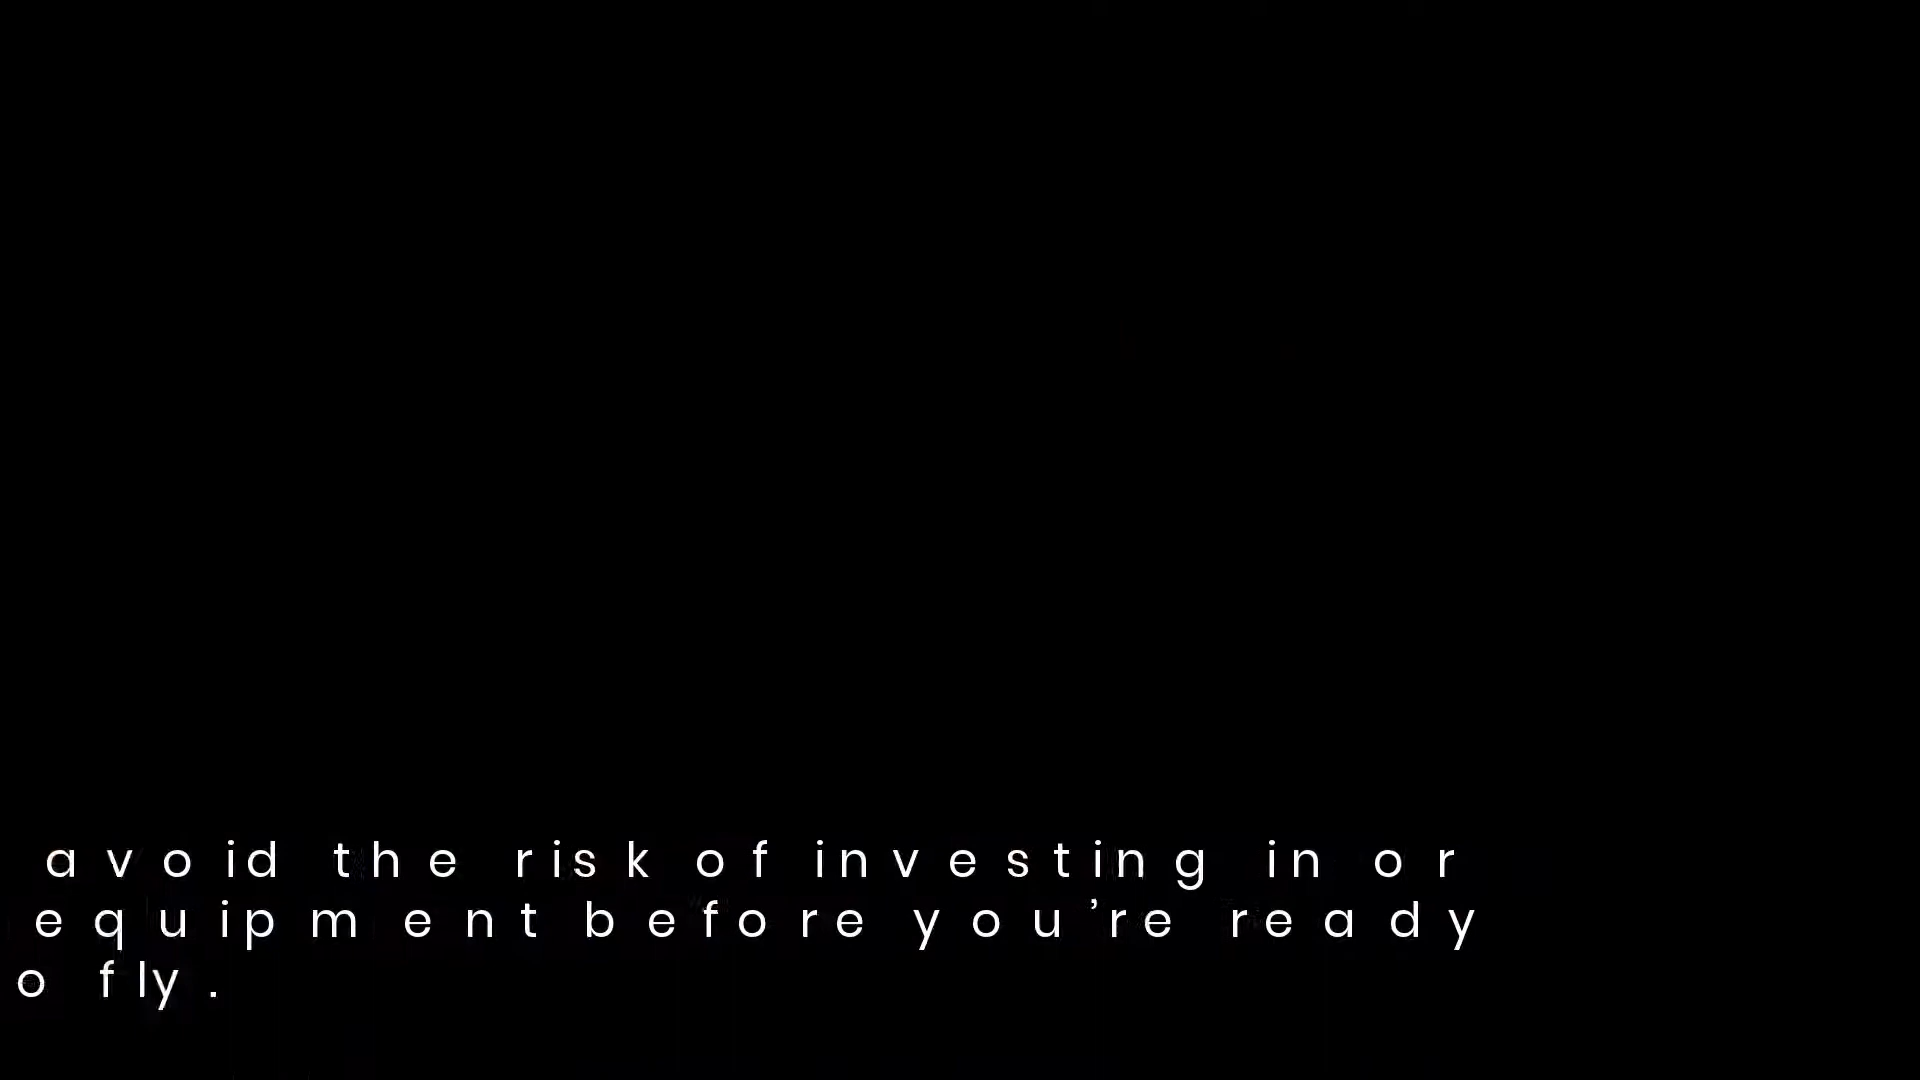 avoid the risk of investing in or
equipment before you’re ready
o fly.